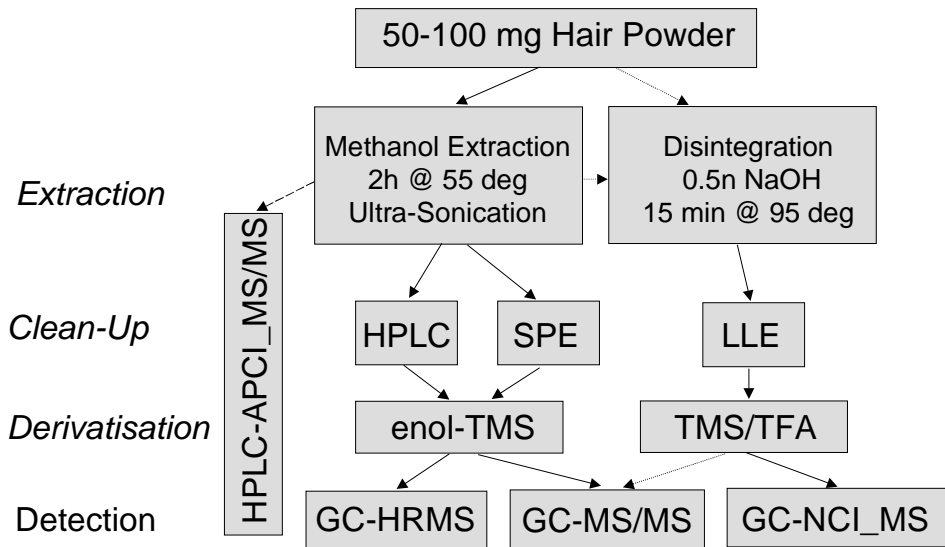 50-100 mg Hair Powder
Methanol Extraction
2h @ 55 deg
Ultra-Sonication
Disintegration
0.5n NaOH
15 min @ 95 deg
Extraction
HPLC-APCI_MS/MS
Clean-Up
HPLC
SPE
LLE
Derivatisation
enol-TMS
TMS/TFA
Detection
GC-HRMS
GC-MS/MS
GC-NCI_MS